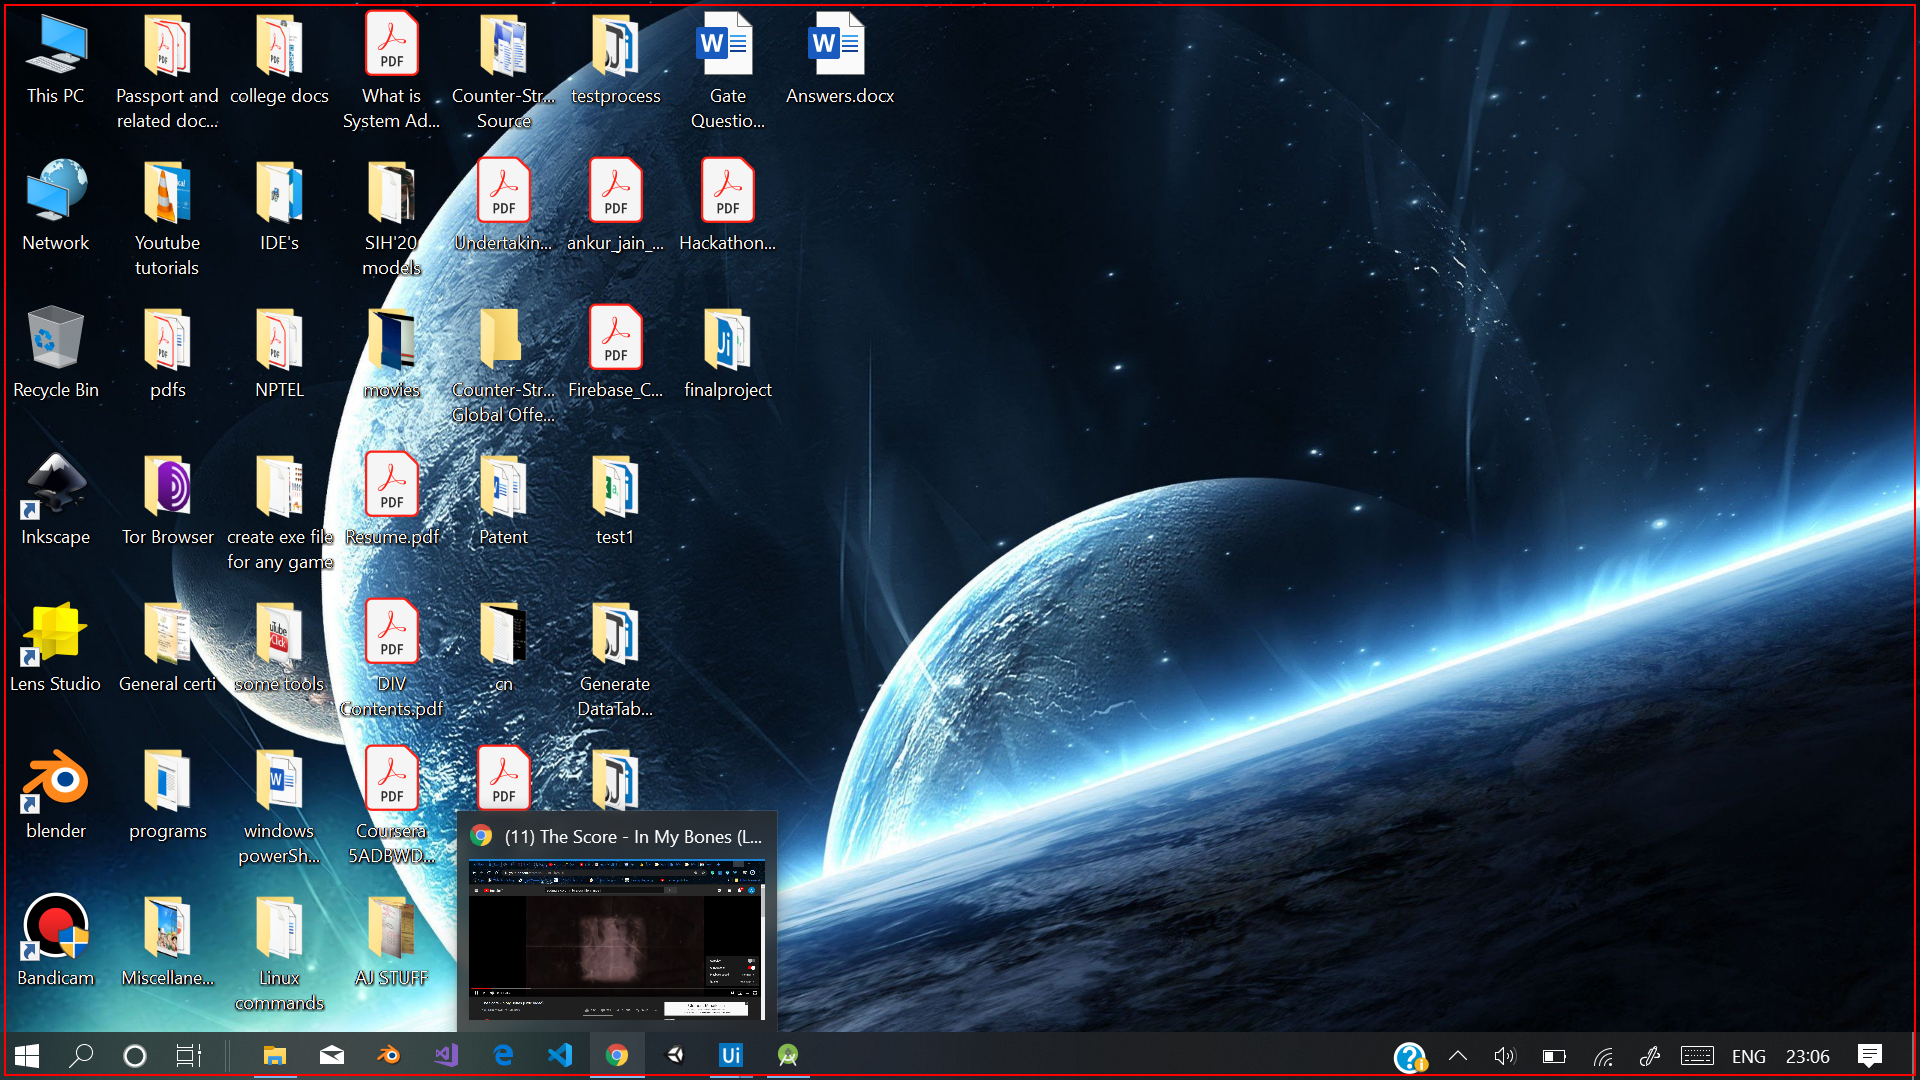 This PC
Passport and
related doc...
college docs
What is
System Ad...
Counter-Str...
Source
testprocess
Gate
Questio...
Answers.docx
Network
Youtube
tutorials
IDE's
SIH'20
models
Undertakin...
ankur_jain_...
Hackathon...
Recycle Bin
pdfs
NPTEL
movies
Counter-Str...
Global Offe...
Firebase_C...
finalproject
Inkscape
Tor Browser
create exe file
for any game
Resume.pdf
Patent
test1
Lens Studio
General certi
some tools
DIV
Contents.pdf
cn
Generate
DataTab...
blender
programs
windows
powerSh...
Coursera
5ADBWD...
(11) The Score - In My Bones (L...
Bandicam
Miscellane...
Linux
commands
AJ STUFF
ENG
23:06